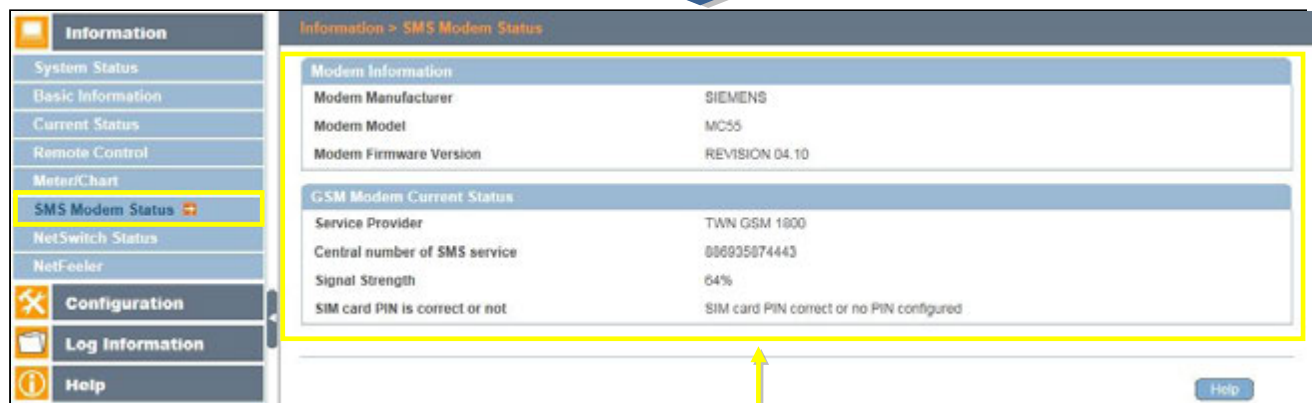 Information
System Status
Basic Information
Current Status
Remote Control
Meter/Chart
SMS Modem Status
NetSwitch Status
NetFeeler
Configuration
Log Information
Help
Information > SMS Modem Status
Modem Information
Modem Manufacturer SIEMENS
Modem Model MC55
Modem Firmware Version REVISION 04.10
GSM Modem Current Status
Service Provider TWN GSM 1800
Central number of SMS service 886935874443
Signal Strength 64%
SIM card PIN is correct or not SIM card PIN correct or no PIN configured
Help